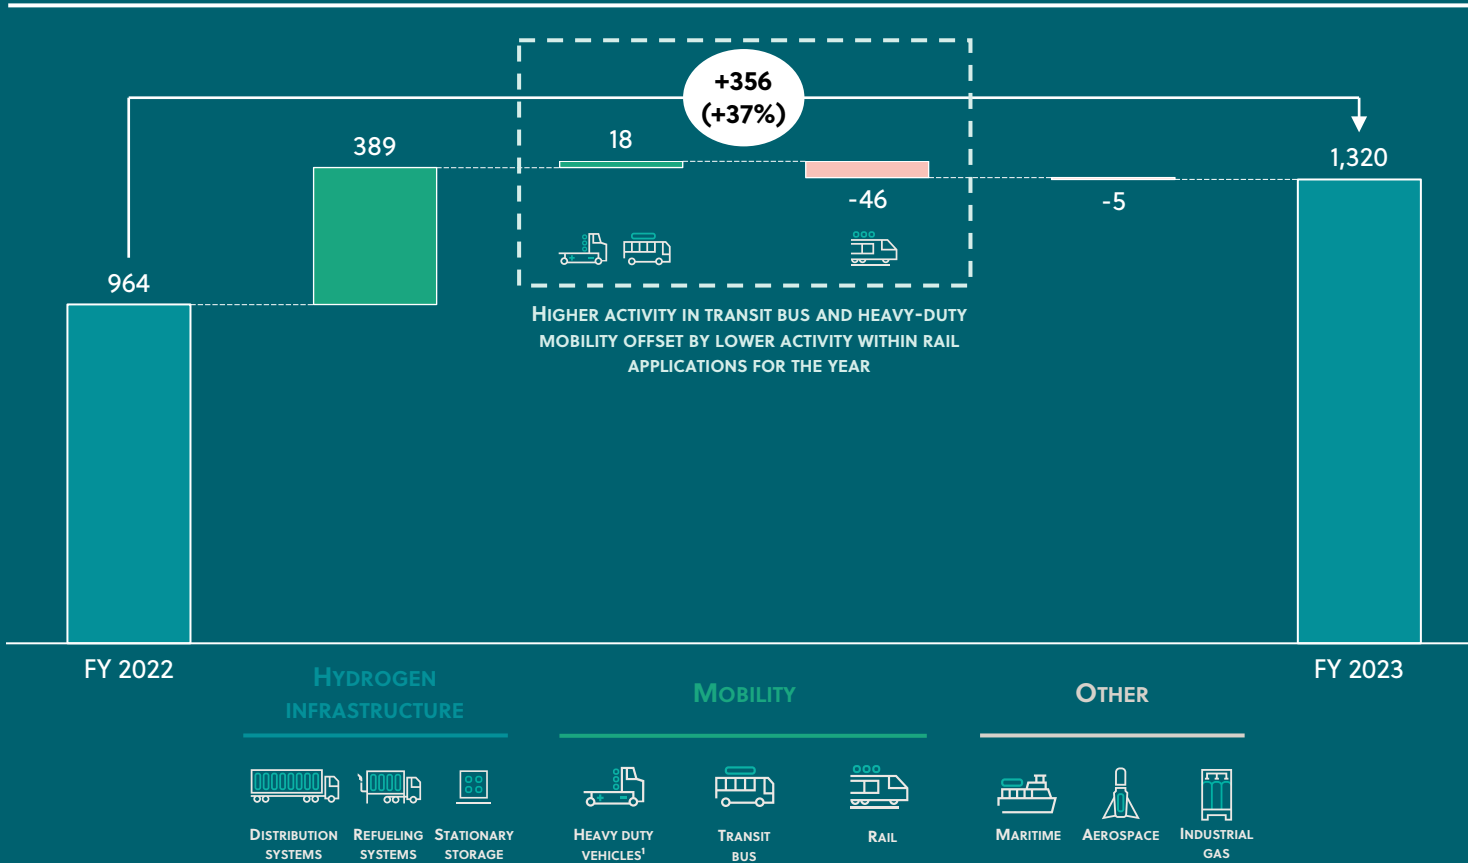 +356
(+37%)
964
389
18
-46
-5
1,320
HIGHER ACTIVITY IN TRANSIT BUS AND HEAVY-DUTY
MOBILITY OFFSET BY LOWER ACTIVITY WITHIN RAIL
APPLICATIONS FOR THE YEAR
FY 2022
FY 2023
HYDROGEN
INFRASTRUCTURE
MOBILITY
OTHER
DISTRIBUTION
SYSTEMS
REFUELING
SYSTEMS
STATIONARY
STORAGE
HEAVY DUTY
VEHICLES¹
TRANSIT
BUS
RAIL
MARITIME
AEROSPACE
INDUSTRIAL
GAS